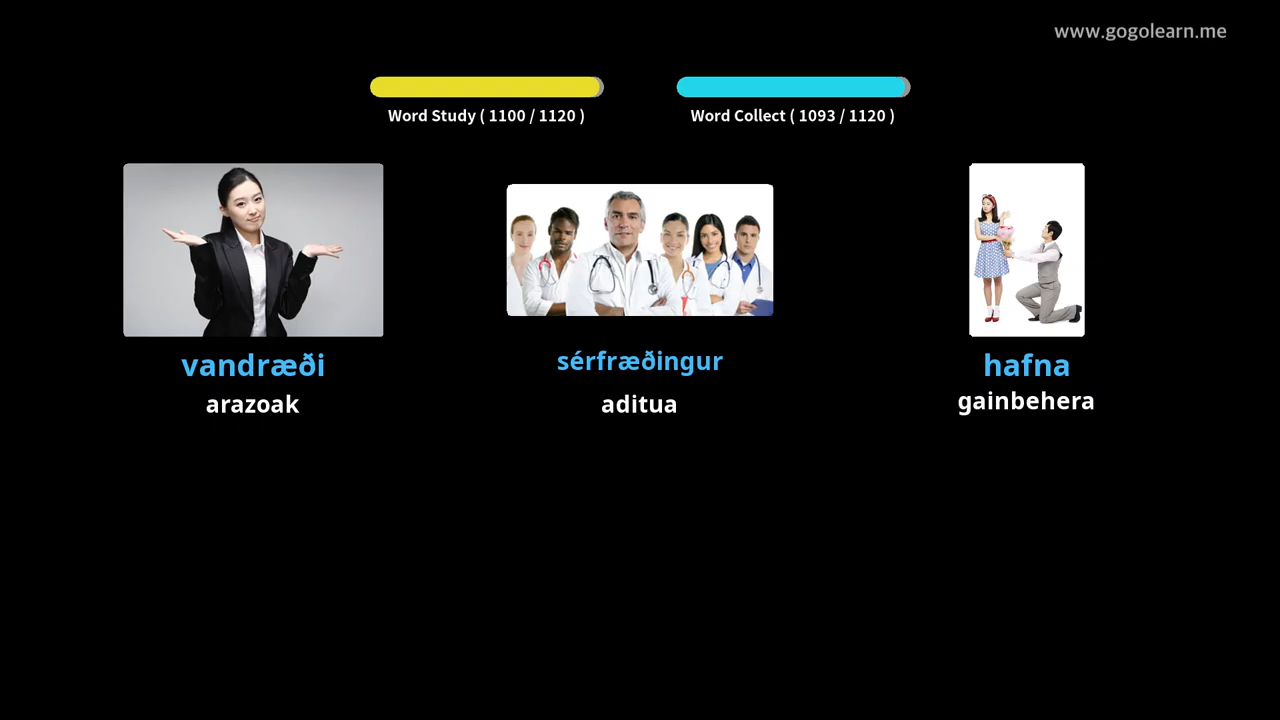 www.gogolearn.me
Word Study ( 1100 / 1120 )
Word Collect ( 1093 / 1120 )
vandræði
arazoak
sérfræðingur
aditua
hafna
gainbehera